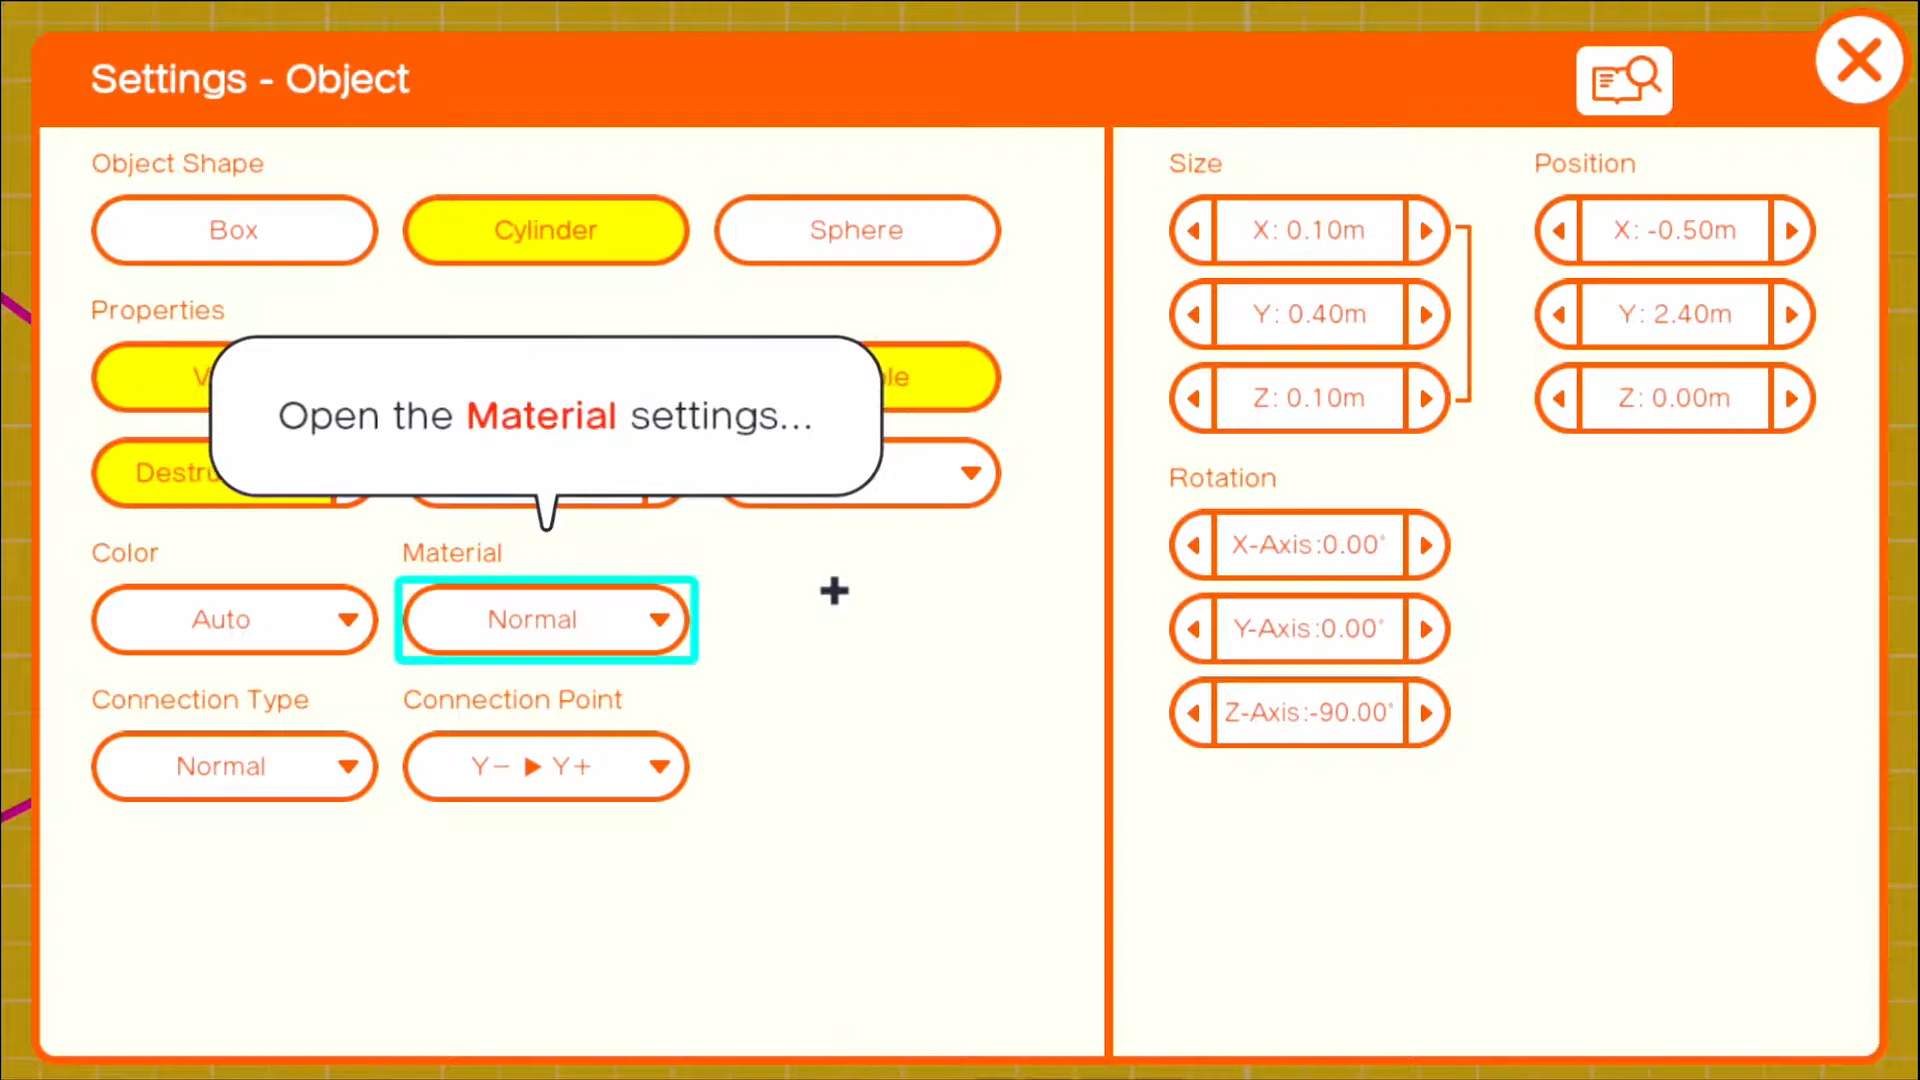 Settings - Object
Object Shape
Box
Cylinder
Sphere
Properties
Open the Material settings...
Color
Material
Auto
Normal
Connection Type
Connection Point
Normal
Y− ▶ Y+
Size
X: 0.10m
Y: 0.40m
Z: 0.10m
Position
X: -0.50m
Y: 2.40m
Z: 0.00m
Rotation
X-Axis:0.00°
Y-Axis:0.00°
Z-Axis:-90.00°